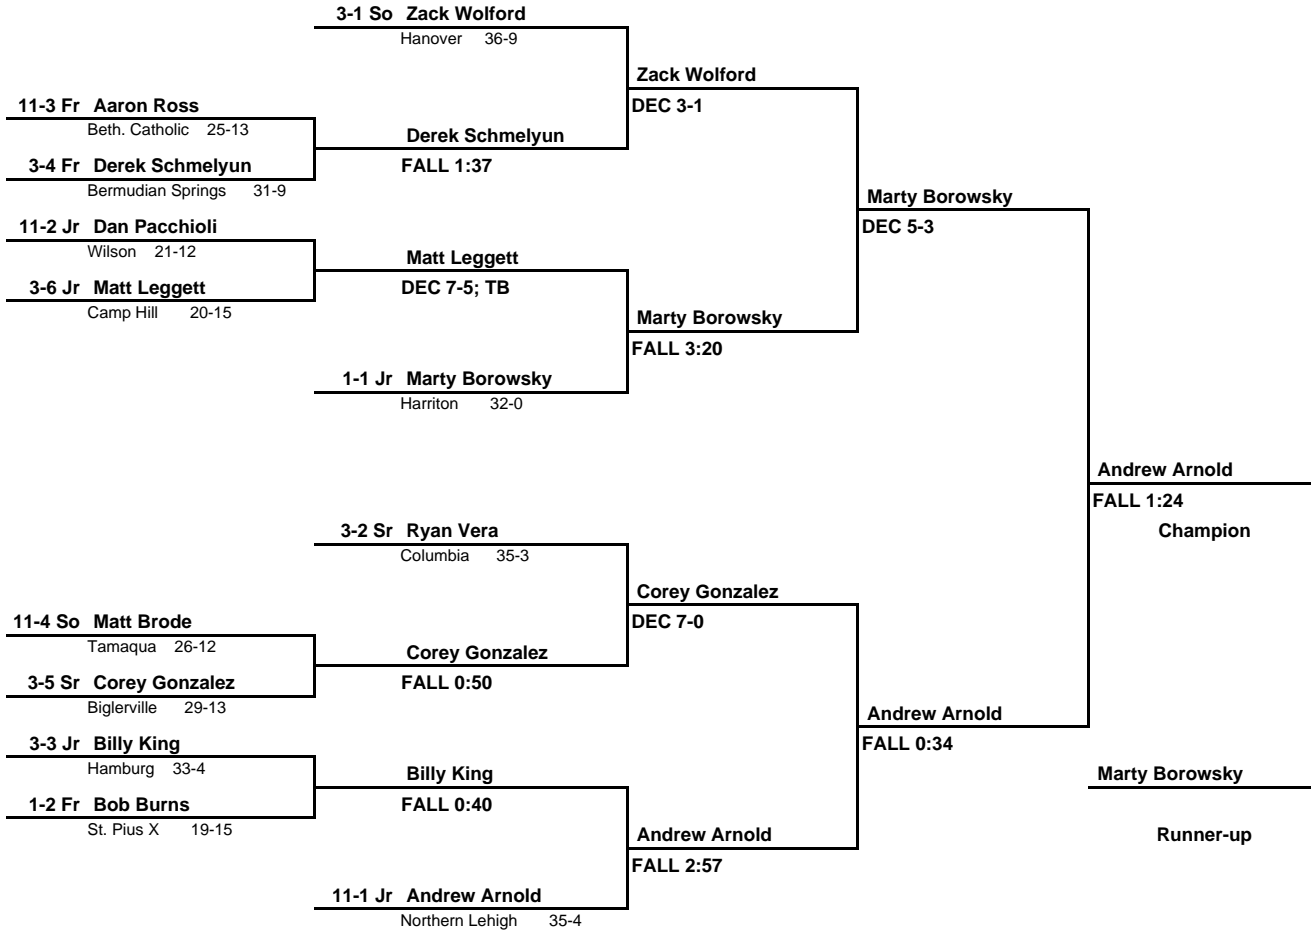 3-1 So Zack Wolford
Hanover 36-9
Zack Wolford
DEC 3-1
11-3 Fr Aaron Ross
Beth. Catholic 25-13
Derek Schmelyun
FALL 1:37
3-4 Fr Derek Schmelyun
Bermudian Springs 31-9
Marty Borowsky
DEC 5-3
11-2 Jr Dan Pacchioli
Wilson 21-12
Matt Leggett
DEC 7-5; TB
3-6 Jr Matt Leggett
Camp Hill 20-15
Marty Borowsky
FALL 3:20
1-1 Jr Marty Borowsky
Harriton 32-0
Andrew Arnold
FALL 1:24
Champion
3-2 Sr Ryan Vera
Columbia 35-3
Corey Gonzalez
DEC 7-0
11-4 So Matt Brode
Tamaqua 26-12
Corey Gonzalez
FALL 0:50
3-5 Sr Corey Gonzalez
Biglerville 29-13
Andrew Arnold
FALL 0:34
3-3 Jr Billy King
Hamburg 33-4
Billy King
FALL 0:40
Marty Borowsky
Runner-up
1-2 Fr Bob Burns
St. Pius X 19-15
Andrew Arnold
FALL 2:57
11-1 Jr Andrew Arnold
Northern Lehigh 35-4